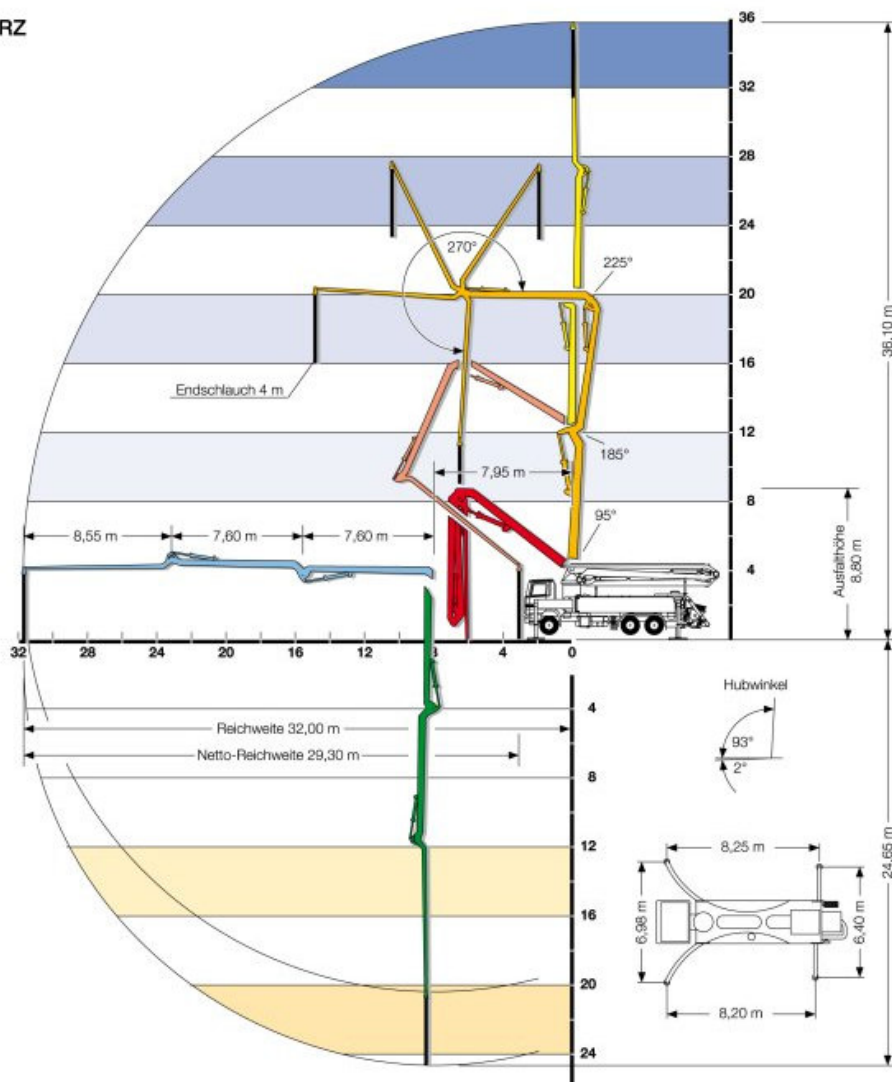 RZ
36
32
28
24
270°
225°
20
36.10 m
16
Endschlauch 4 m
12
185°
7,95 m
8
95°
8,55 m
7,60 m
7,60 m
Ausfalthöhe
8,80 m
4
32
28
24
20
16
12
8
4
0
Hubwinkel
4
Reichweite 32,00 m
93°
Netto-Reichweite 29,30 m
2°
8
24.65 m
12
8,25 m
16
6,98 m
6,40 m
20
8,20 m
24